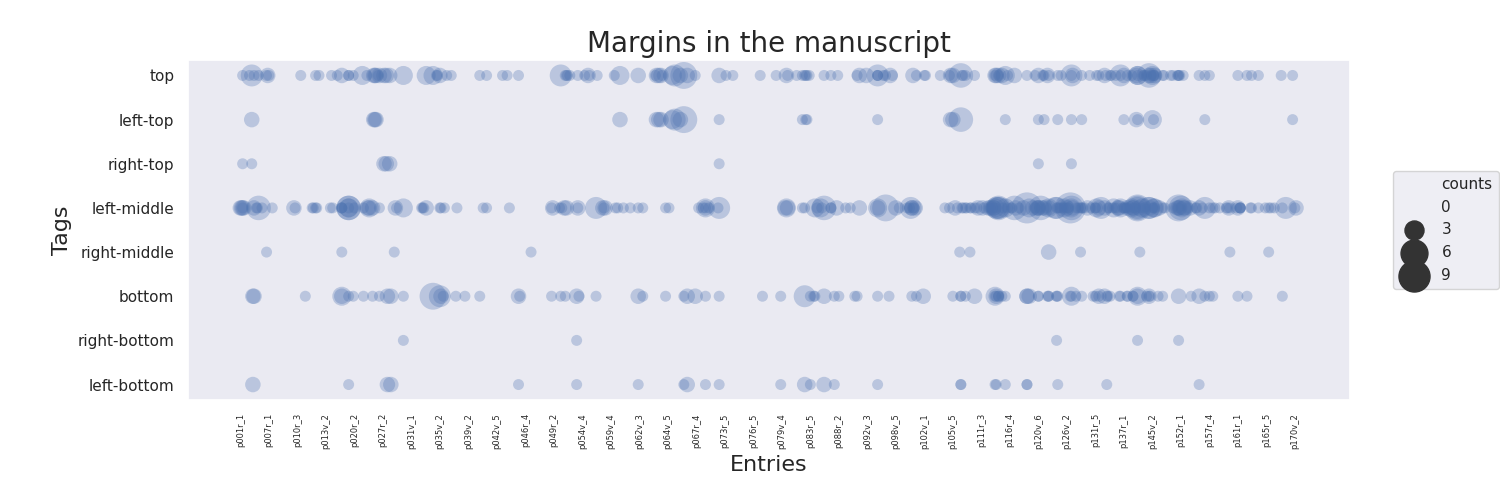 Margins in the manuscript
Tags
top
left-top
right-top
left-middle
right-middle
bottom
right-bottom
left-bottom
counts
0
3
6
9
p001r_1 p007r_1 p010r_3 p013v_2 p020r_2 p027r_2 p031v_1 p035v_2 p039v_2 p042v_5 p046r_4 p049r_2 p054v_4 p059v_4 p062v_3 p064v_5 p067r_4 p073r_5 p076r_5 p079v_4 p083r_5 p088r_2 p092v_3 p098v_5 p102v_1 p105v_5 p111r_3 p116r_4 p120v_6 p126v_2 p131r_5 p137r_1 p145v_2 p152r_1 p157r_4 p161r_1 p165r_5 p170v_2
Entries